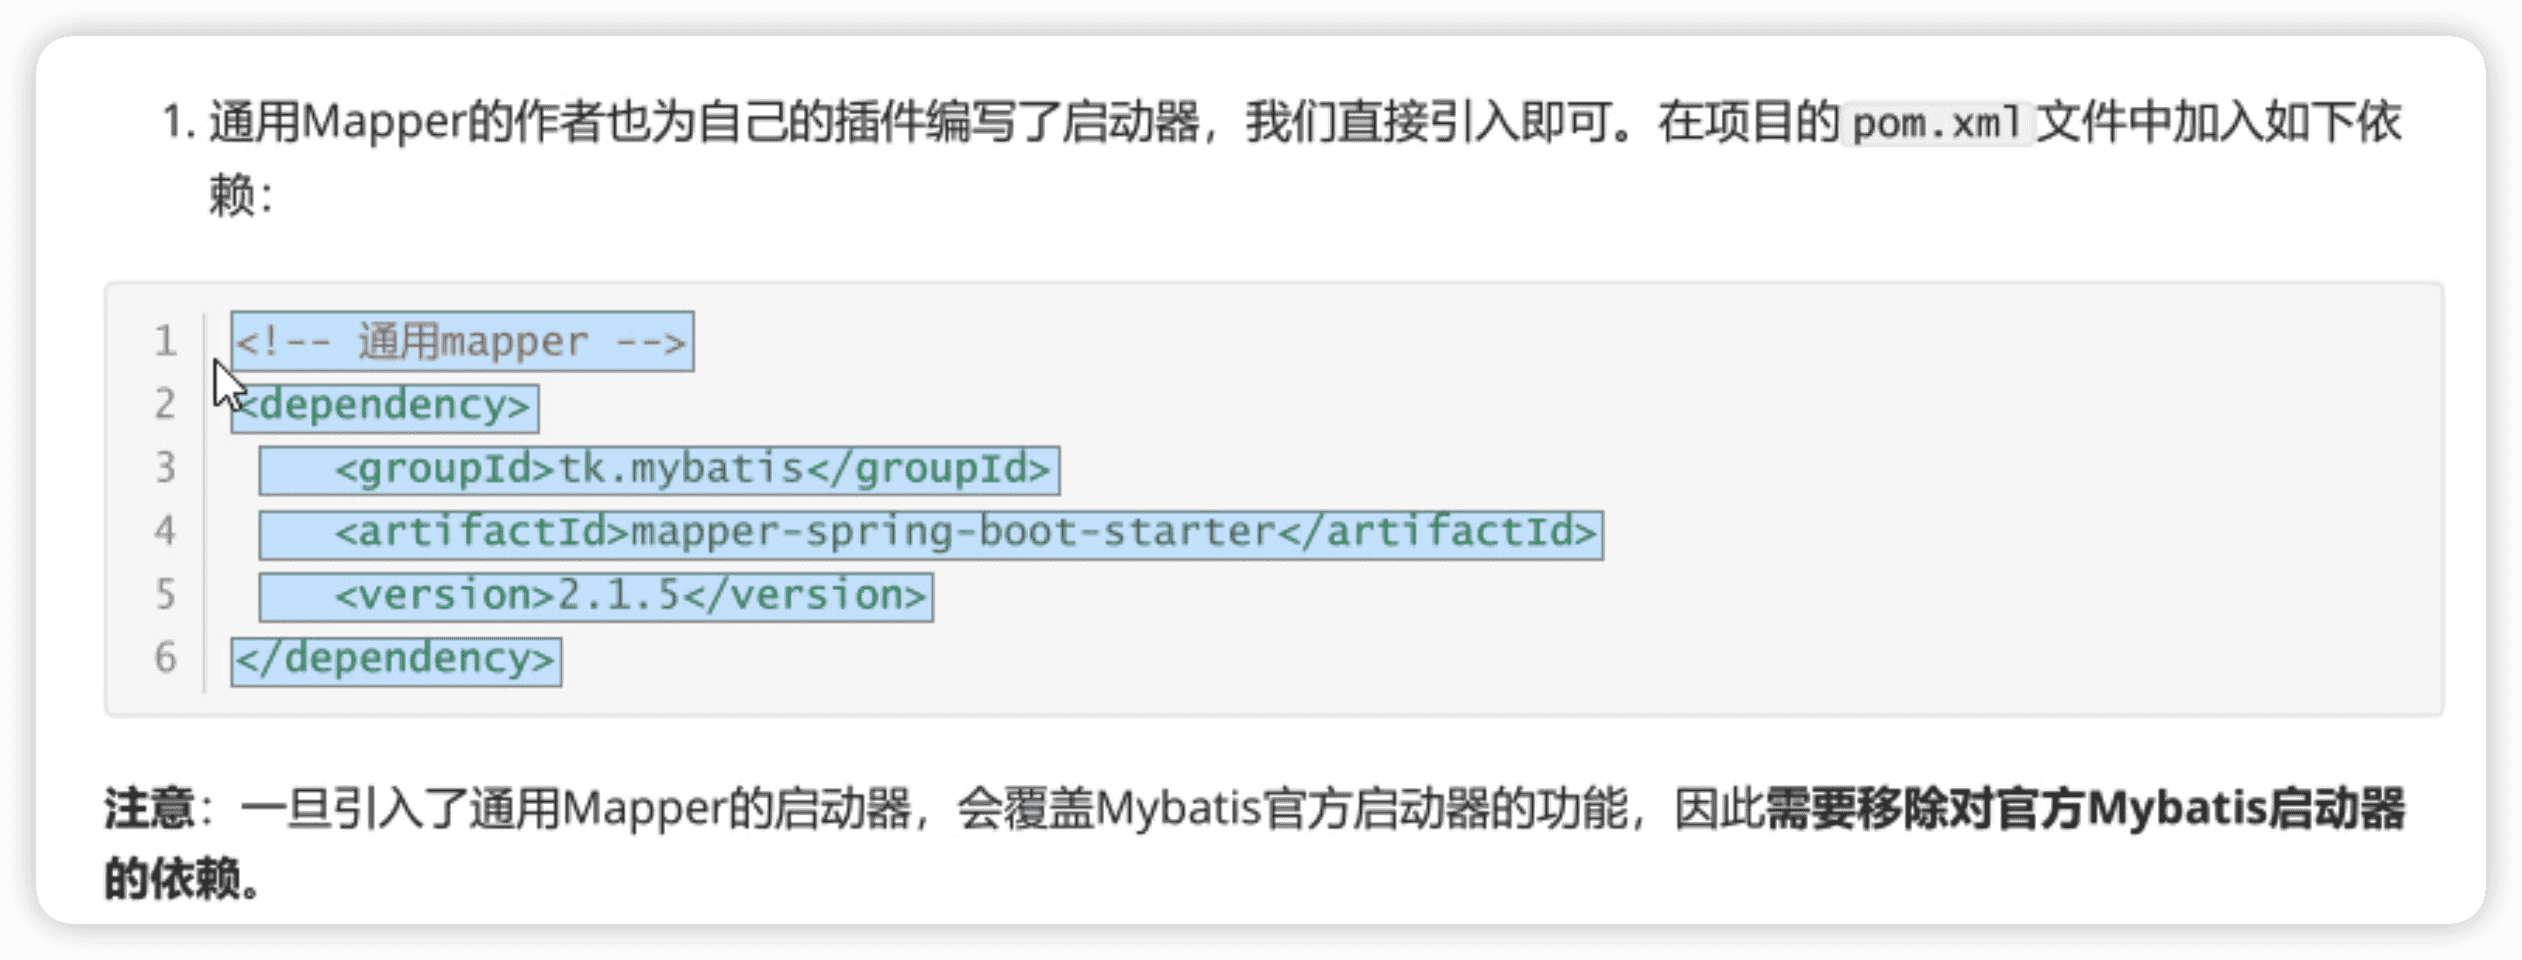 1. 通用Mapper的作者也为自己的插件编写了启动器，我们直接引入即可。在项目的 pom.xml 文件中加入如下依
赖：
1 <!-- 通用mapper -->
2 <dependency>
3     <groupId>tk.mybatis</groupId>
4     <artifactId>mapper-spring-boot-starter</artifactId>
5     <version>2.1.5</version>
6 </dependency>
注意：一旦引入了通用Mapper的启动器，会覆盖Mybatis官方启动器的功能，因此需要移除对官方Mybatis启动器
的依赖。